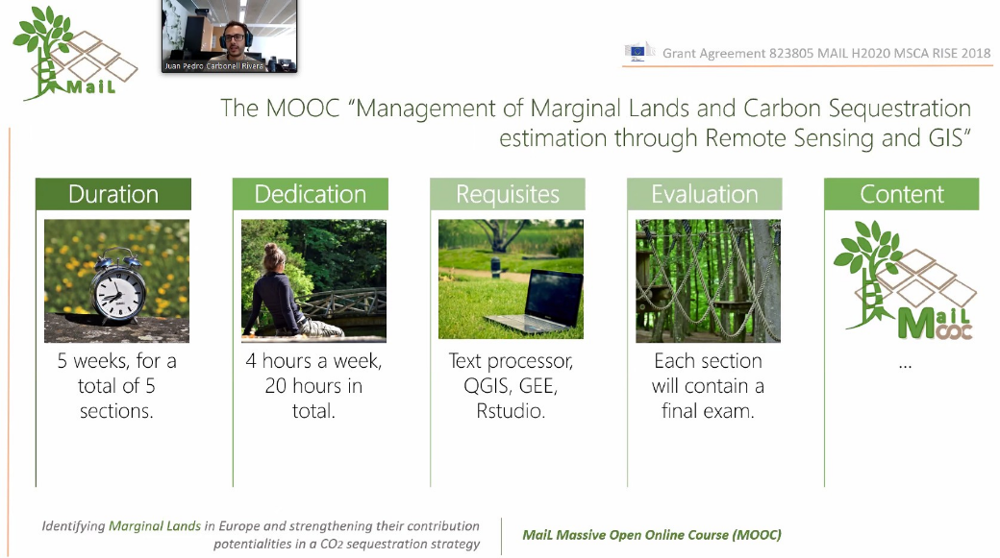 MaiL
Juan Pedro Carbonell Rivera
Grant Agreement 823805 MAIL H2020 MSCA RISE 2018
The MOOC “Management of Marginal Lands and Carbon Sequestration
estimation through Remote Sensing and GIS”
Duration
5 weeks, for a
total of 5
sections.
Dedication
4 hours a week,
20 hours in
total.
Requisites
Text processor,
QGIS, GEE,
Rstudio.
Evaluation
Each section
will contain a
final exam.
Content
MaiL
MOOC
...
Identifying Marginal Lands in Europe and strengthening their contribution
potentialities in a CO2 sequestration strategy
MaiL Massive Open Online Course (MOOC)